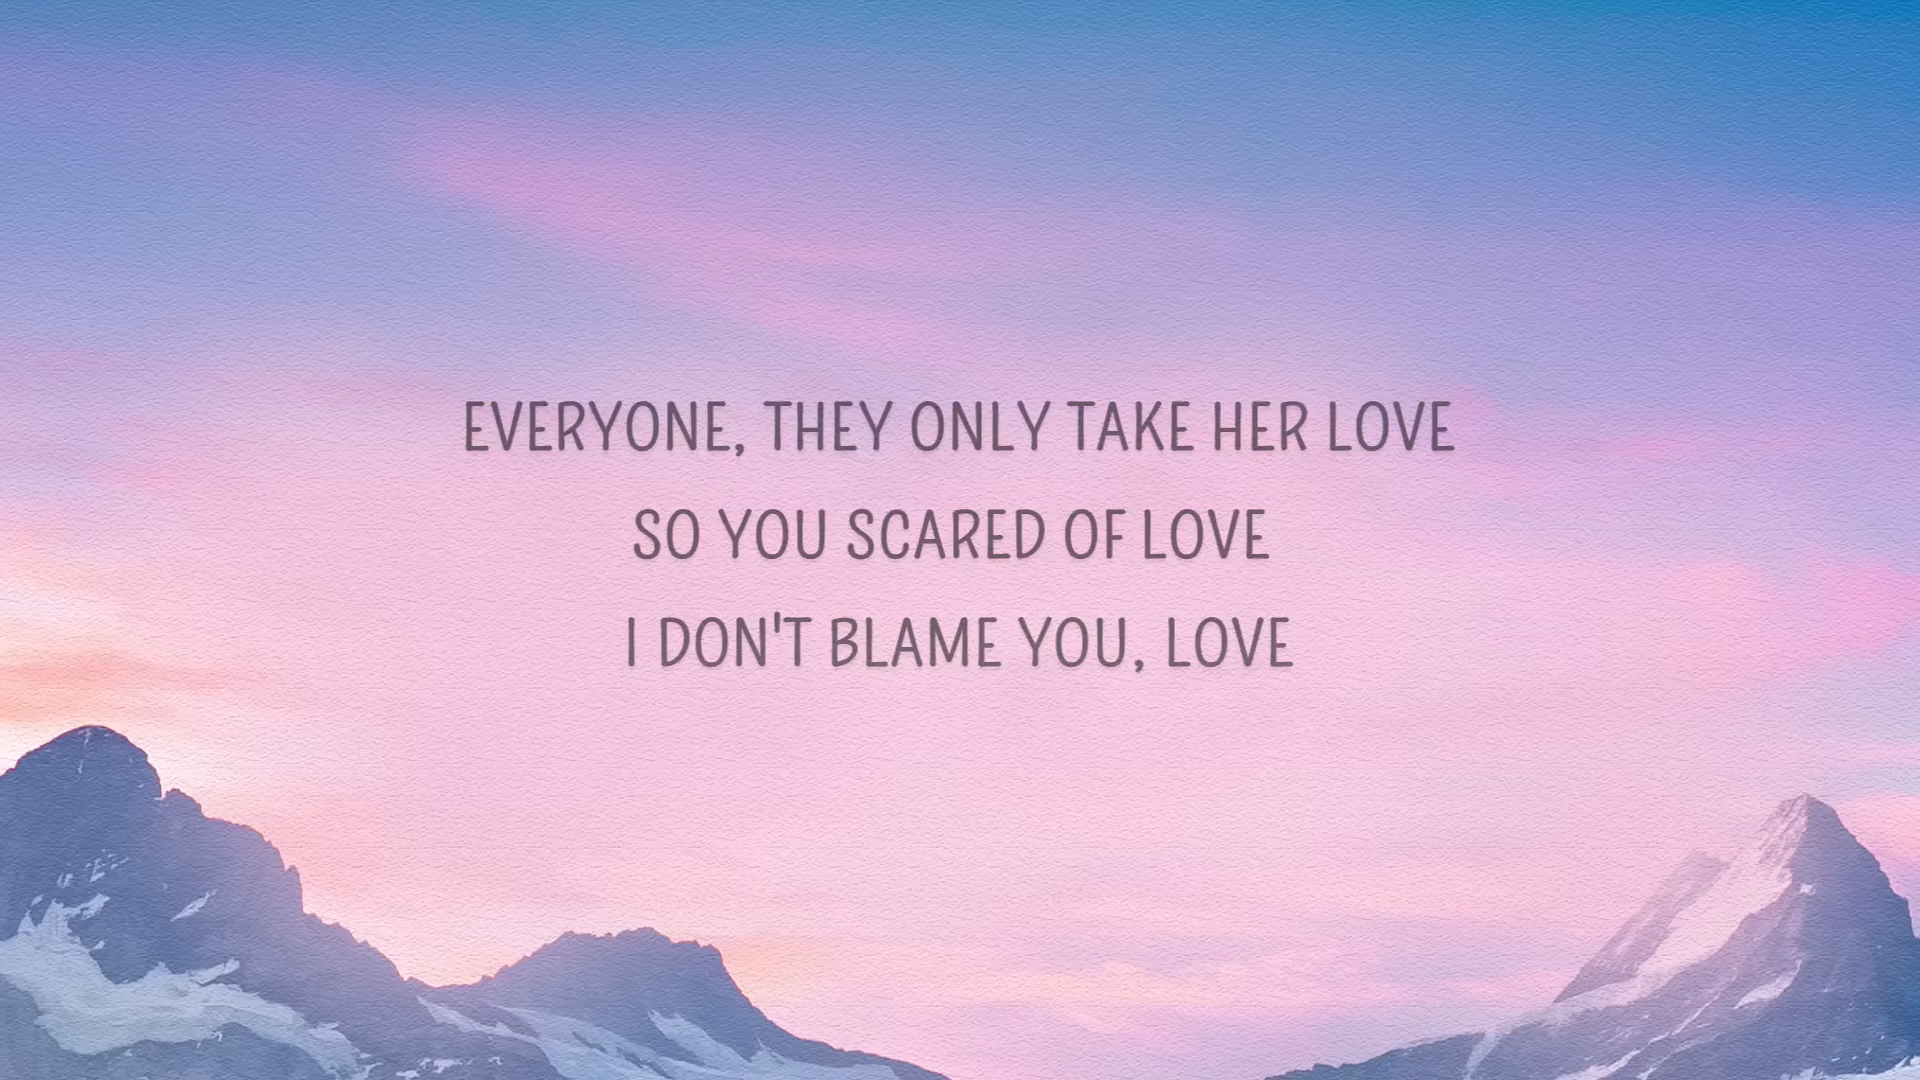 EVERYONE, THEY ONLY TAKE HER LOVE
SO YOU SCARED OF LOVE
I DON'T BLAME YOU, LOVE